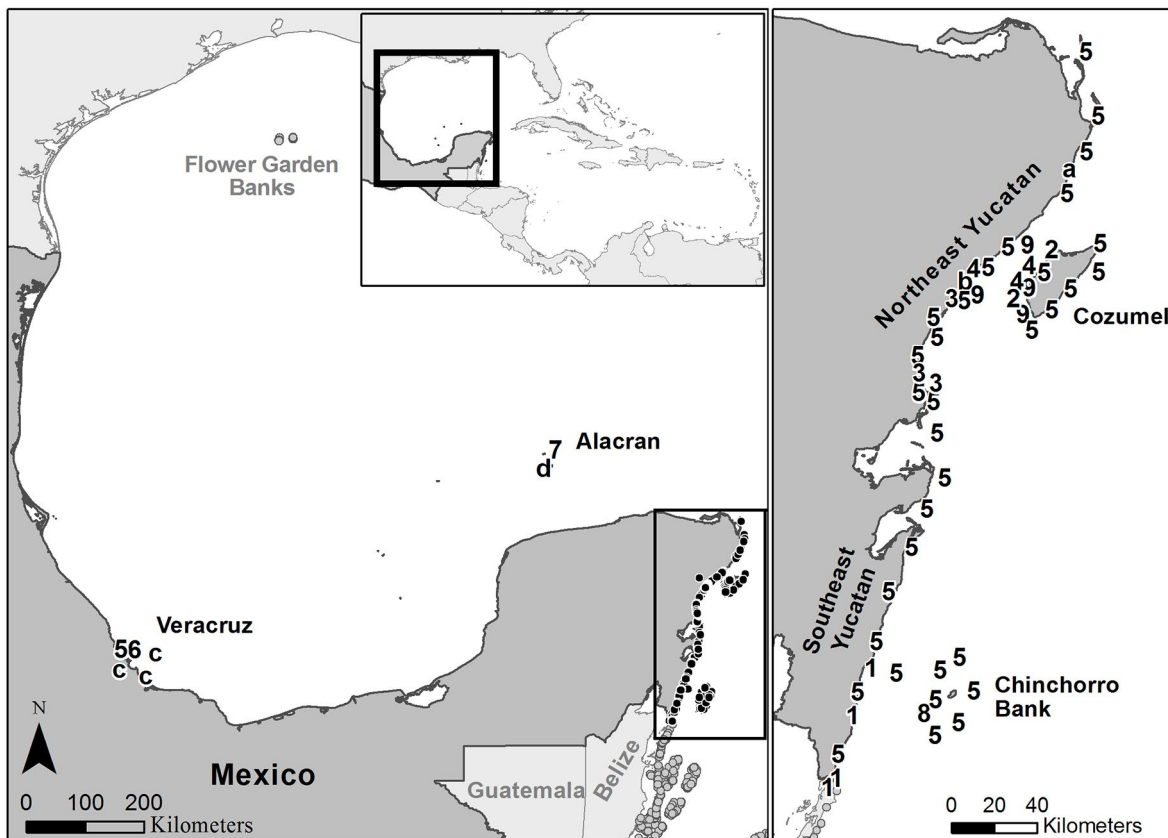 Flower Garden
Banks
Alacran
7
d
Veracruz
56 c
c c
N
Mexico
Guatemala
Belize
0 100 200
Kilometers
5
5
5
a
5
Northeast Yucatan
5 9 2 5
4 5 4 5 5
b 4 9 5
3 5 9 2 5
5 9 5
5
Cozumel
5
3 3
5 5
5
5
5
5
Southeast
Yucatan
5
5
1 5 5 5
5 5 5
1 8 5
5
Chinchorro
Bank
5
1
1
0 20 40
Kilometers